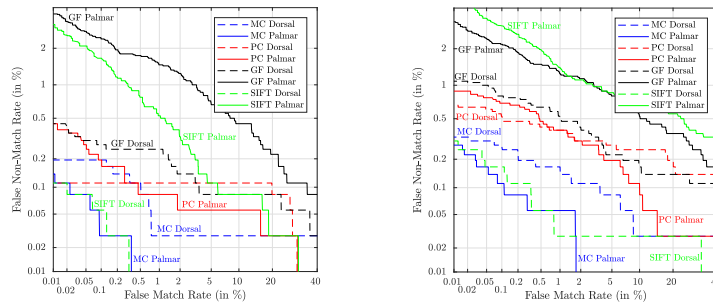 GF Palmar
MC Dorsal
MC Palmar
PC Dorsal
PC Palmar
GF Dorsal
GF Palmar
SIFT Dorsal
SIFT Palmar
SIFT Palmar
GF Dorsal
SIFT Dorsal
PC Palmar
MC Dorsal
MC Palmar
2
1
0.5
0.2
0.1
0.05
0.02
0.01
False Non-Match Rate (in %)
0.01
0.02
0.1
0.2
0.5
1
2
5
10
20
40
False Match Rate (in %)
SIFT Palmar
GF Palmar
MC Dorsal
MC Palmar
PC Dorsal
PC Palmar
GF Dorsal
GF Palmar
SIFT Dorsal
SIFT Palmar
GF Dorsal
PC Dorsal
MC Dorsal
PC Palmar
MC Palmar
SIFT Dorsal
2
1
0.5
0.2
0.1
0.05
0.02
0.01
False Non-Match Rate (in %)
0.01
0.02
0.1
0.2
0.5
1
2
5
10
20
40
False Match Rate (in %)